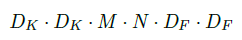 D_K · D_K · M · N · D_F · D_F